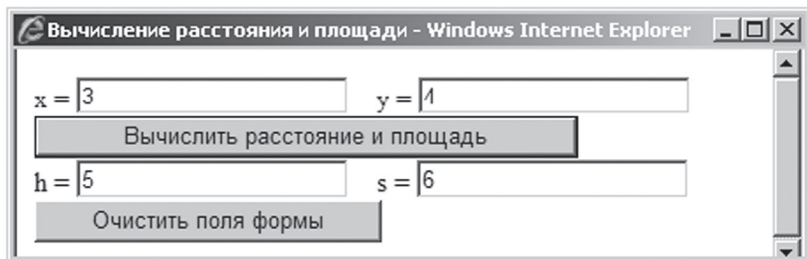 Вычисление расстояния и площади - Windows Internet Explorer
x = 3 y = 4
Вычислить расстояние и площадь
h = 5 s = 6
Очистить поля формы